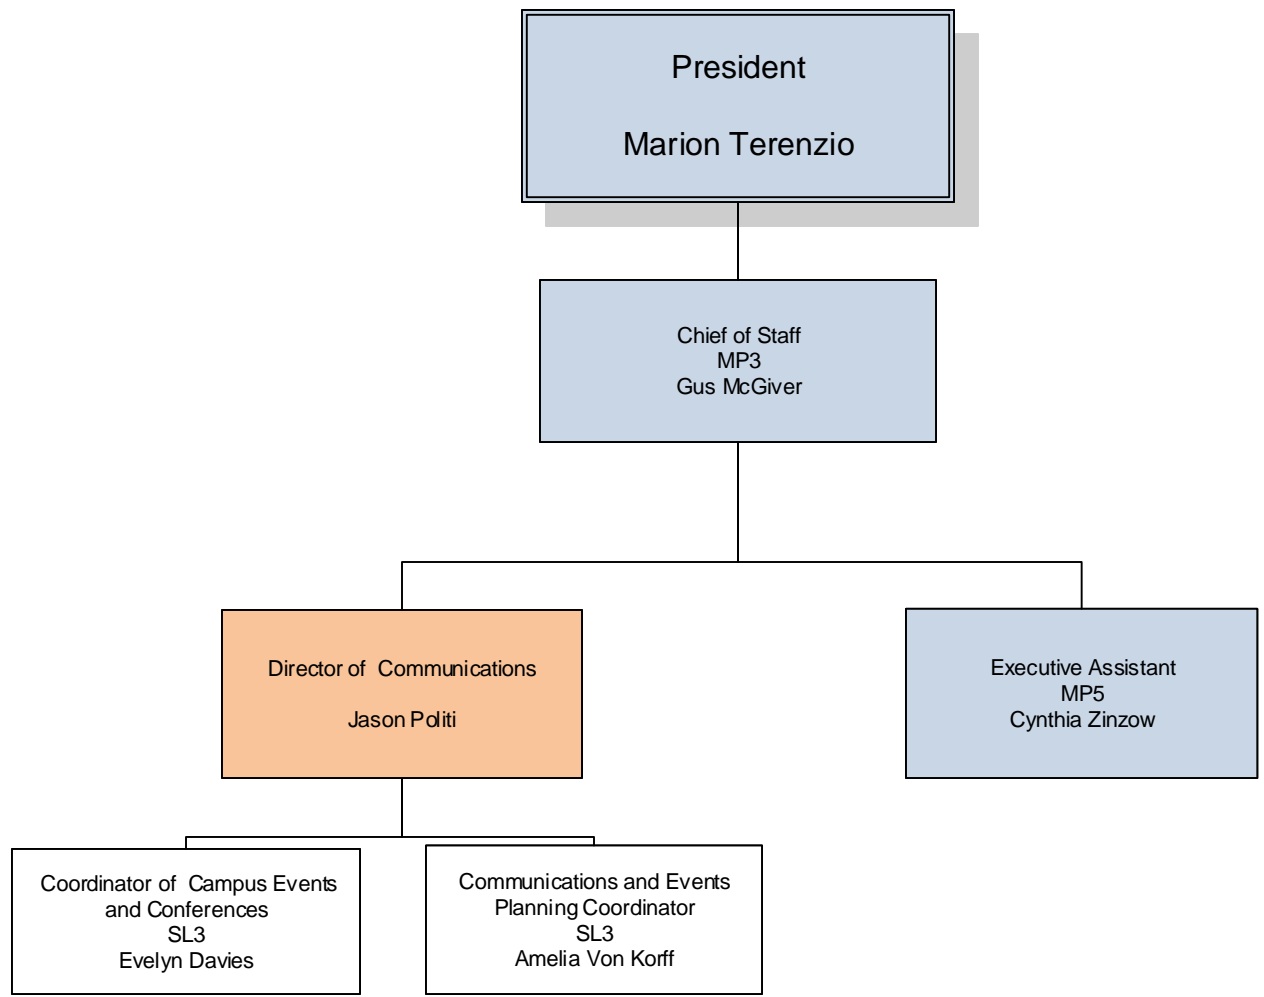 President
Marion Terenzio
Chief of Staff
MP3
Gus McGiver
Director of Communications
Jason Politi
Executive Assistant
MP5
Cynthia Zinzow
Coordinator of Campus Events
and Conferences
SL3
Evelyn Davies
Communications and Events
Planning Coordinator
SL3
Amelia Von Korff